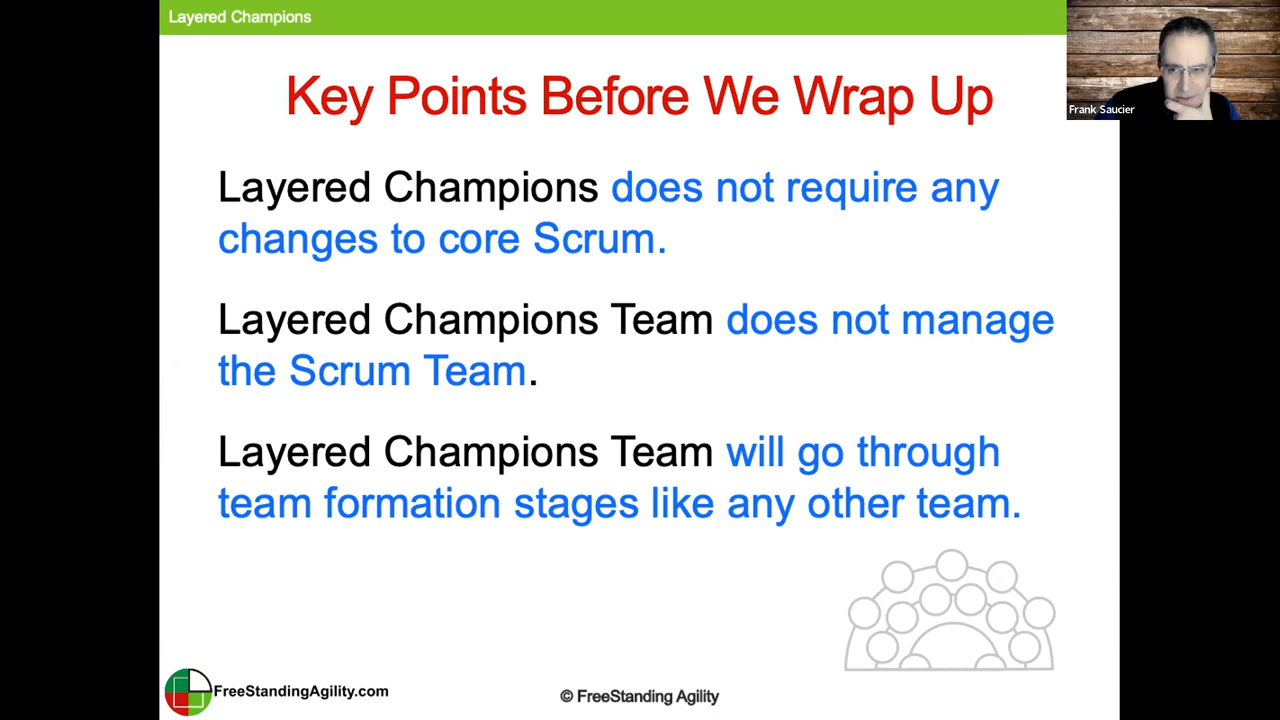 Layered Champions
Key Points Before We Wrap Up
Frank Saucier
Layered Champions does not require any
changes to core Scrum.
Layered Champions Team does not manage
the Scrum Team.
Layered Champions Team will go through
team formation stages like any other team.
FreeStandingAgility.com
© FreeStanding Agility